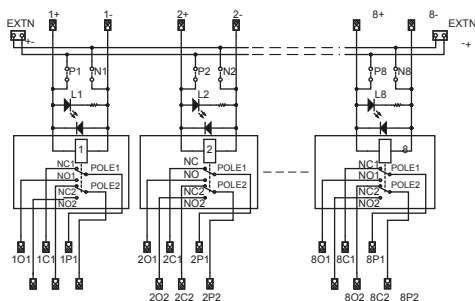 1+ 1- 2+ 2- 8+ 8-
EXTN EXTN
+- -+
P1 N1 P2 N2 P8 N8
L1 L2 L8
1 2 8
NC1 POLE1 NC POLE1 NC1 POLE1
NO1 NO NO1
NC2 POLE2 NC2 POLE2 NC2 POLE2
NO2 NO2 NO2
1O1 1C1 1P1 2O1 2C1 2P1 8O1 8C1 8P1
2O2 2C2 2P2 8O2 8C2 8P2